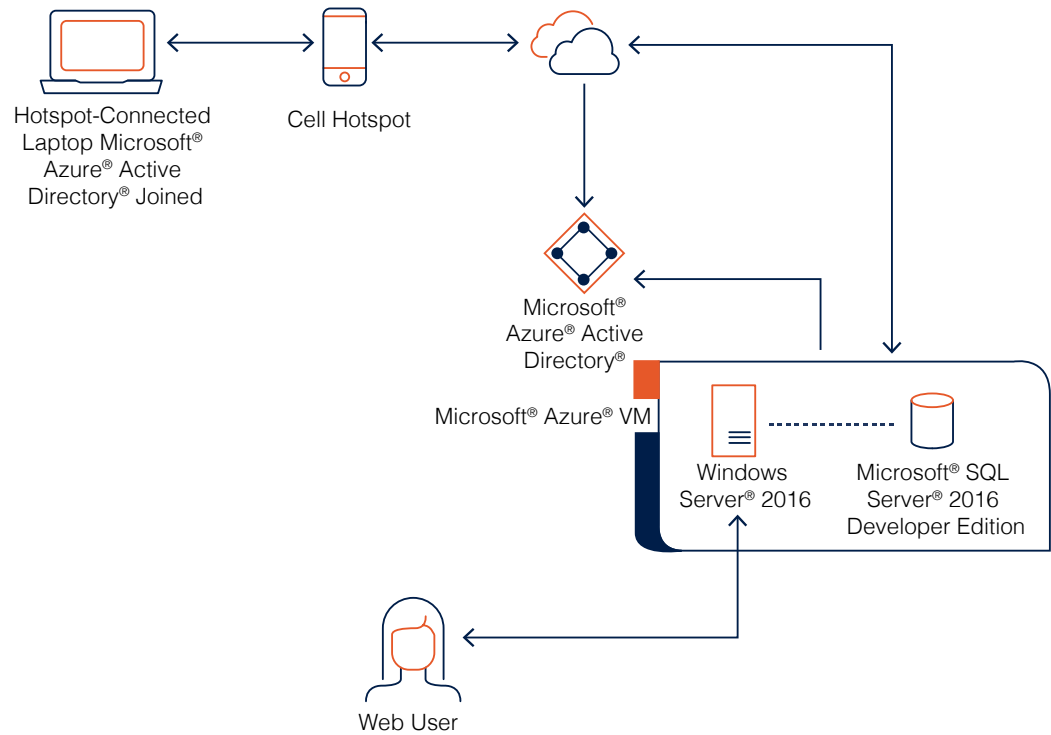 Hotspot-Connected
Laptop Microsoft®
Azure® Active
Directory® Joined
Cell Hotspot
Microsoft®
Azure® Active
Directory®
Microsoft® Azure® VM
Windows
Server® 2016
Microsoft® SQL
Server® 2016
Developer Edition
Web User